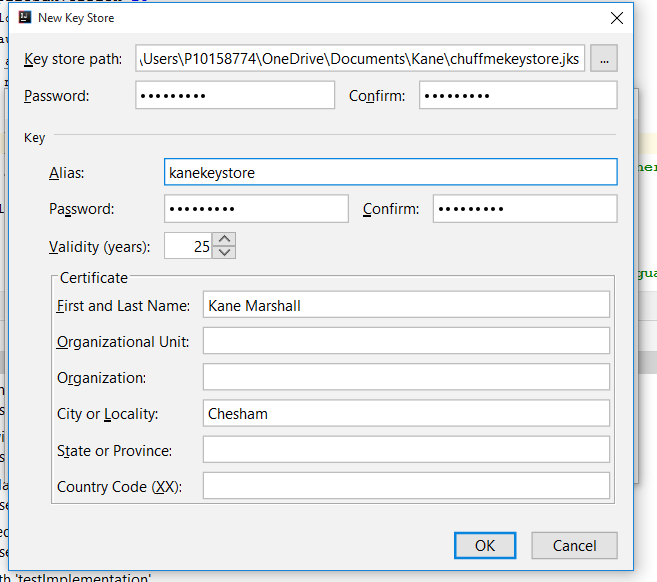 New Key Store
Key store path: \Users\P10158774\OneDrive\Documents\Kane\chuffmekeystore.jks ...
Password: ••••••••• Confirm: •••••••••
Key
Alias: kanekeystore
Password: ••••••••• Confirm: •••••••••
Validity (years): 25
Certificate
First and Last Name: Kane Marshall
Organizational Unit:
Organization:
City or Locality: Chesham
State or Province:
Country Code (XX):
OK Cancel
th 'testImplementation'